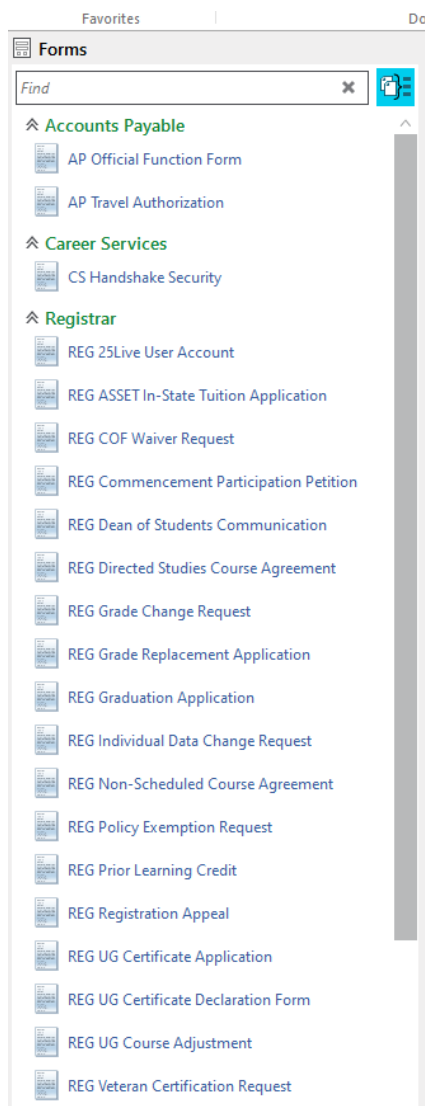 Favorites
Do
Forms
Find
Accounts Payable
AP Official Function Form
AP Travel Authorization
Career Services
CS Handshake Security
Registrar
REG 25Live User Account
REG ASSET In-State Tuition Application
REG COF Waiver Request
REG Commencement Participation Petition
REG Dean of Students Communication
REG Directed Studies Course Agreement
REG Grade Change Request
REG Grade Replacement Application
REG Graduation Application
REG Individual Data Change Request
REG Non-Scheduled Course Agreement
REG Policy Exemption Request
REG Prior Learning Credit
REG Registration Appeal
REG UG Certificate Application
REG UG Certificate Declaration Form
REG UG Course Adjustment
REG Veteran Certification Request